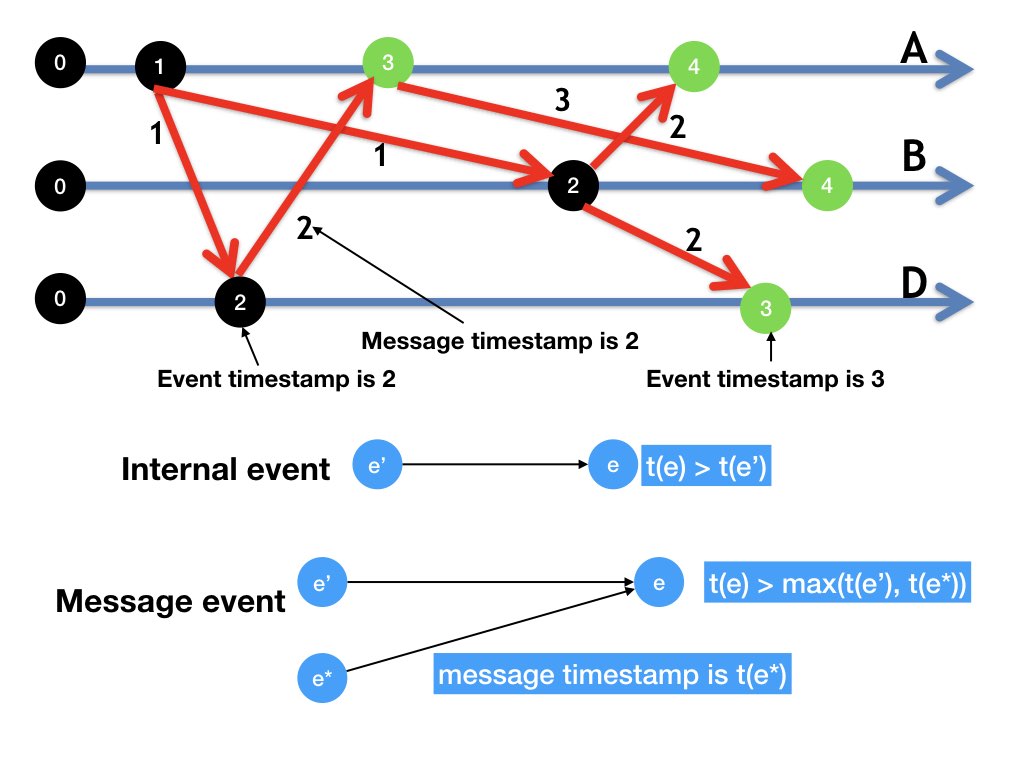 0 1 3 4 A
3
1 2
1
0 2 4 B
2 2
0 2 3 D
Message timestamp is 2
Event timestamp is 2 Event timestamp is 3
Internal event e’ e t(e) > t(e’)
Message event e’ e t(e) > max(t(e’), t(e*))
e* message timestamp is t(e*)